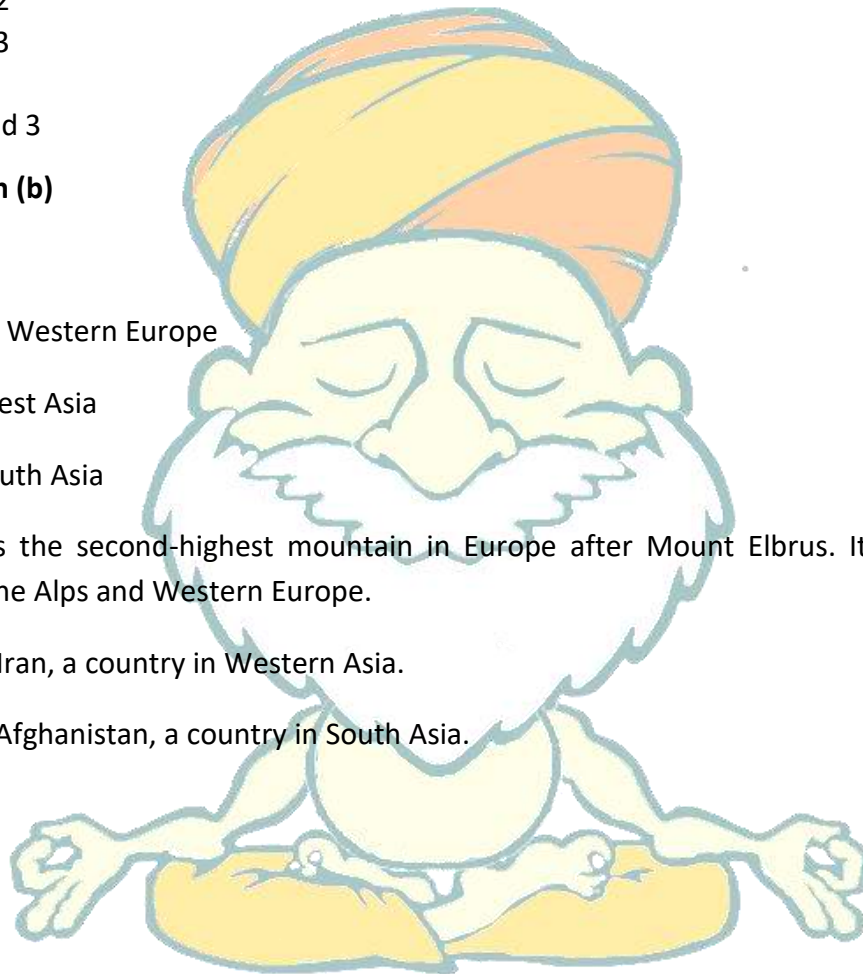 2
3
d 3
n (b)
Western Europe
est Asia
uth Asia
s the second-highest mountain in Europe after Mount Elbrus. It
ne Alps and Western Europe.
Iran, a country in Western Asia.
Afghanistan, a country in South Asia.